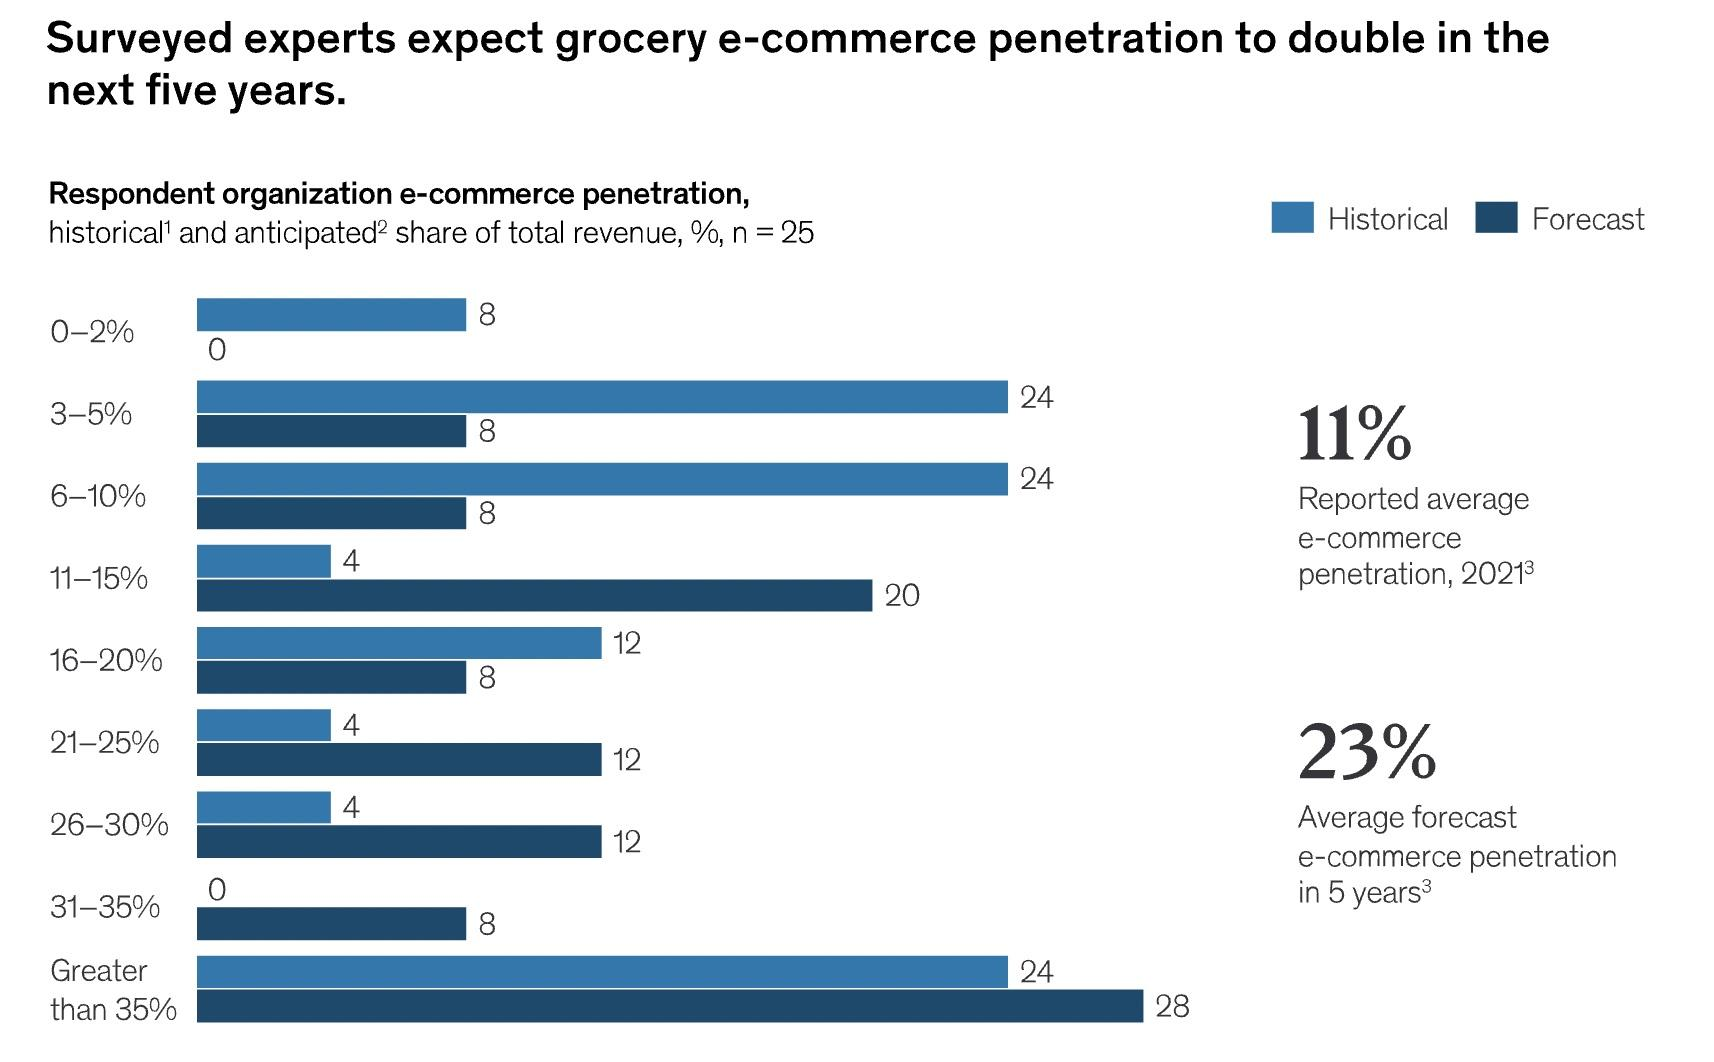 Surveyed experts expect grocery e-commerce penetration to double in the
next five years.
Respondent organization e-commerce penetration,
historical¹ and anticipated² share of total revenue, %, n = 25
Historical
Forecast
0–2%
8
0
3–5%
24
8
6–10%
24
8
11–15%
4
20
16–20%
12
8
21–25%
4
12
26–30%
4
12
31–35%
0
8
Greater
than 35%
24
28
11%
Reported average
e-commerce
penetration, 2021³
23%
Average forecast
e-commerce penetration
in 5 years³